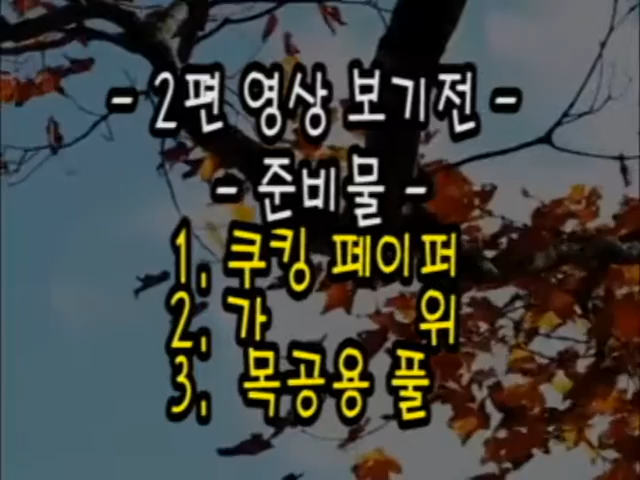 - 2편 영상 보기전 -
- 준비물 -
1. 쿠킹 페이퍼
2. 가 위
3. 목공용 풀